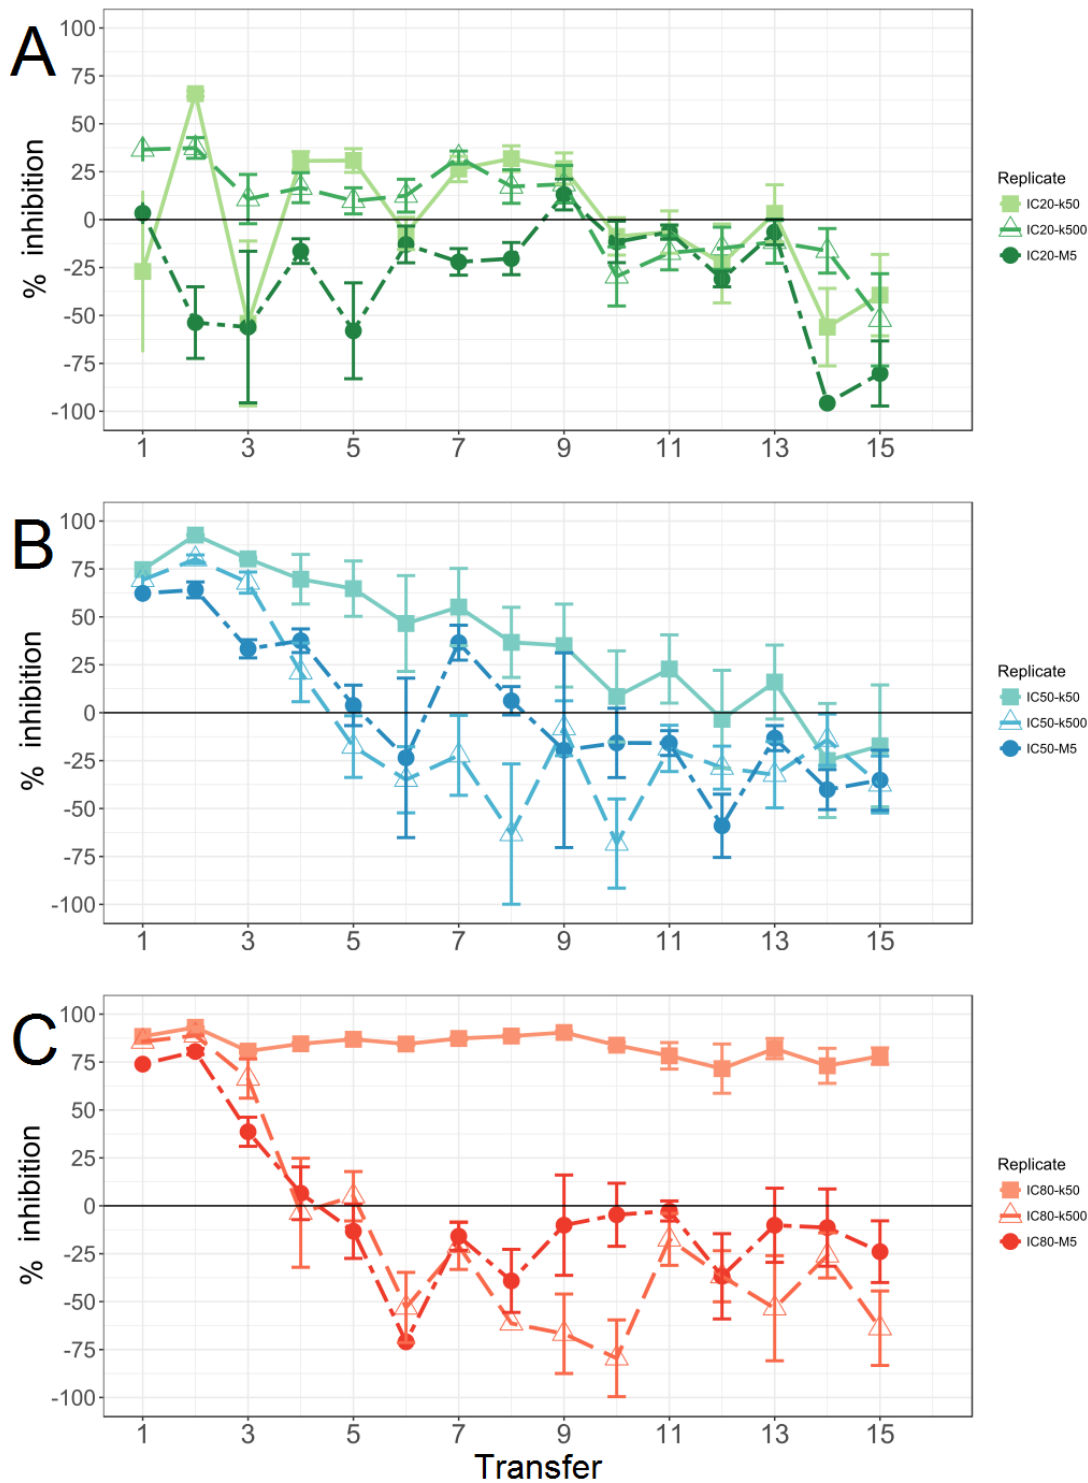 A
% inhibition
100
75
50
25
0
-25
-50
-75
-100
1 3 5 7 9 11 13 15
Replicate
IC20-k50
IC20-k500
IC20-M5
B
% inhibition
100
75
50
25
0
-25
-50
-75
-100
1 3 5 7 9 11 13 15
Replicate
IC50-k50
IC50-k500
IC50-M5
C
% inhibition
100
75
50
25
0
-25
-50
-75
-100
1 3 5 7 9 11 13 15
Transfer
Replicate
IC80-k50
IC80-k500
IC80-M5